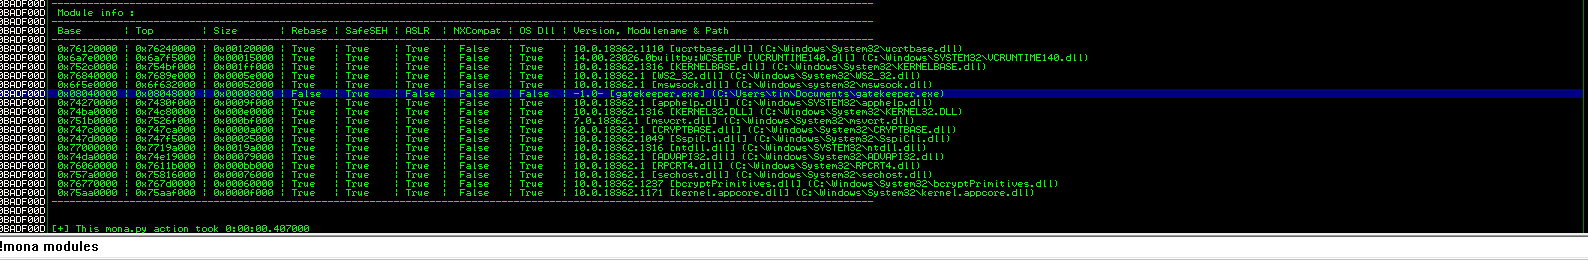 0BADF00D
0BADF00D Module info :
0BADF00D
0BADF00D Base | Top | Size | Rebase | SafeSEH | ASLR | NXCompat | OS Dll | Version, Modulename & Path
0BADF00D
0BADF00D 0x76120000 | 0x76240000 | 0x00120000 | True | True | True | False | True | 10.0.18362.1110 [ucrtbase.dll] (C:\Windows\System32\ucrtbase.dll)
0BADF00D 0x6a7e0000 | 0x6a7f5000 | 0x00015000 | True | True | True | False | True | 14.00.23026.0builtby:WCSETUP [VCRUNTIME140.dll] (C:\Windows\SYSTEM32\VCRUNTIME140.dll)
0BADF00D 0x752c0000 | 0x754bf000 | 0x001ff000 | True | True | True | False | True | 10.0.18362.1316 [KERNELBASE.dll] (C:\Windows\System32\KERNELBASE.dll)
0BADF00D 0x76840000 | 0x7689e000 | 0x0005e000 | True | True | True | False | True | 10.0.18362.1 [WS2_32.dll] (C:\Windows\System32\WS2_32.dll)
0BADF00D 0x6f5e0000 | 0x6f632000 | 0x00052000 | True | True | True | False | True | 10.0.18362.1 [mswsock.dll] (C:\Windows\system32\mswsock.dll)
0BADF00D 0x08040000 | 0x08048000 | 0x00008000 | False | True | False | False | False | -1.0- [gatekeeper.exe] (C:\Users\tim\Documents\gatekeeper.exe)
0BADF00D 0x74270000 | 0x7430f000 | 0x0009f000 | True | True | True | False | True | 10.0.18362.1 [apphelp.dll] (C:\Windows\SYSTEM32\apphelp.dll)
0BADF00D 0x74ba0000 | 0x74c80000 | 0x000e0000 | True | True | True | False | True | 10.0.18362.1316 [KERNEL32.DLL] (C:\Windows\System32\KERNEL32.DLL)
0BADF00D 0x751b0000 | 0x7526f000 | 0x000bf000 | True | True | True | False | True | 7.0.18362.1 [msvcrt.dll] (C:\Windows\System32\msvcrt.dll)
0BADF00D 0x747c0000 | 0x747ca000 | 0x0000a000 | True | True | True | False | True | 10.0.18362.1 [CRYPTBASE.dll] (C:\Windows\System32\CRYPTBASE.dll)
0BADF00D 0x747d0000 | 0x747f5000 | 0x00025000 | True | True | True | False | True | 10.0.18362.1049 [SspiCli.dll] (C:\Windows\System32\SspiCli.dll)
0BADF00D 0x77000000 | 0x7719a000 | 0x0019a000 | True | True | True | False | True | 10.0.18362.1316 [ntdll.dll] (C:\Windows\SYSTEM32\ntdll.dll)
0BADF00D 0x74da0000 | 0x74e19000 | 0x00079000 | True | True | True | False | True | 10.0.18362.1 [ADVAPI32.dll] (C:\Windows\System32\ADVAPI32.dll)
0BADF00D 0x76060000 | 0x7611b000 | 0x000bb000 | True | True | True | False | True | 10.0.18362.1 [RPCRT4.dll] (C:\Windows\System32\RPCRT4.dll)
0BADF00D 0x757a0000 | 0x75816000 | 0x00076000 | True | True | True | False | True | 10.0.18362.1 [sechost.dll] (C:\Windows\System32\sechost.dll)
0BADF00D 0x76770000 | 0x767d0000 | 0x00060000 | True | True | True | False | True | 10.0.18362.1237 [bcryptPrimitives.dll] (C:\Windows\System32\bcryptPrimitives.dll)
0BADF00D 0x75aa0000 | 0x75aaf000 | 0x0000f000 | True | True | True | False | True | 10.0.18362.1171 [kernel.appcore.dll] (C:\Windows\System32\kernel.appcore.dll)
0BADF00D
0BADF00D
0BADF00D
0BADF00D [+] This mona.py action took 0:00:00.407000
!mona modules